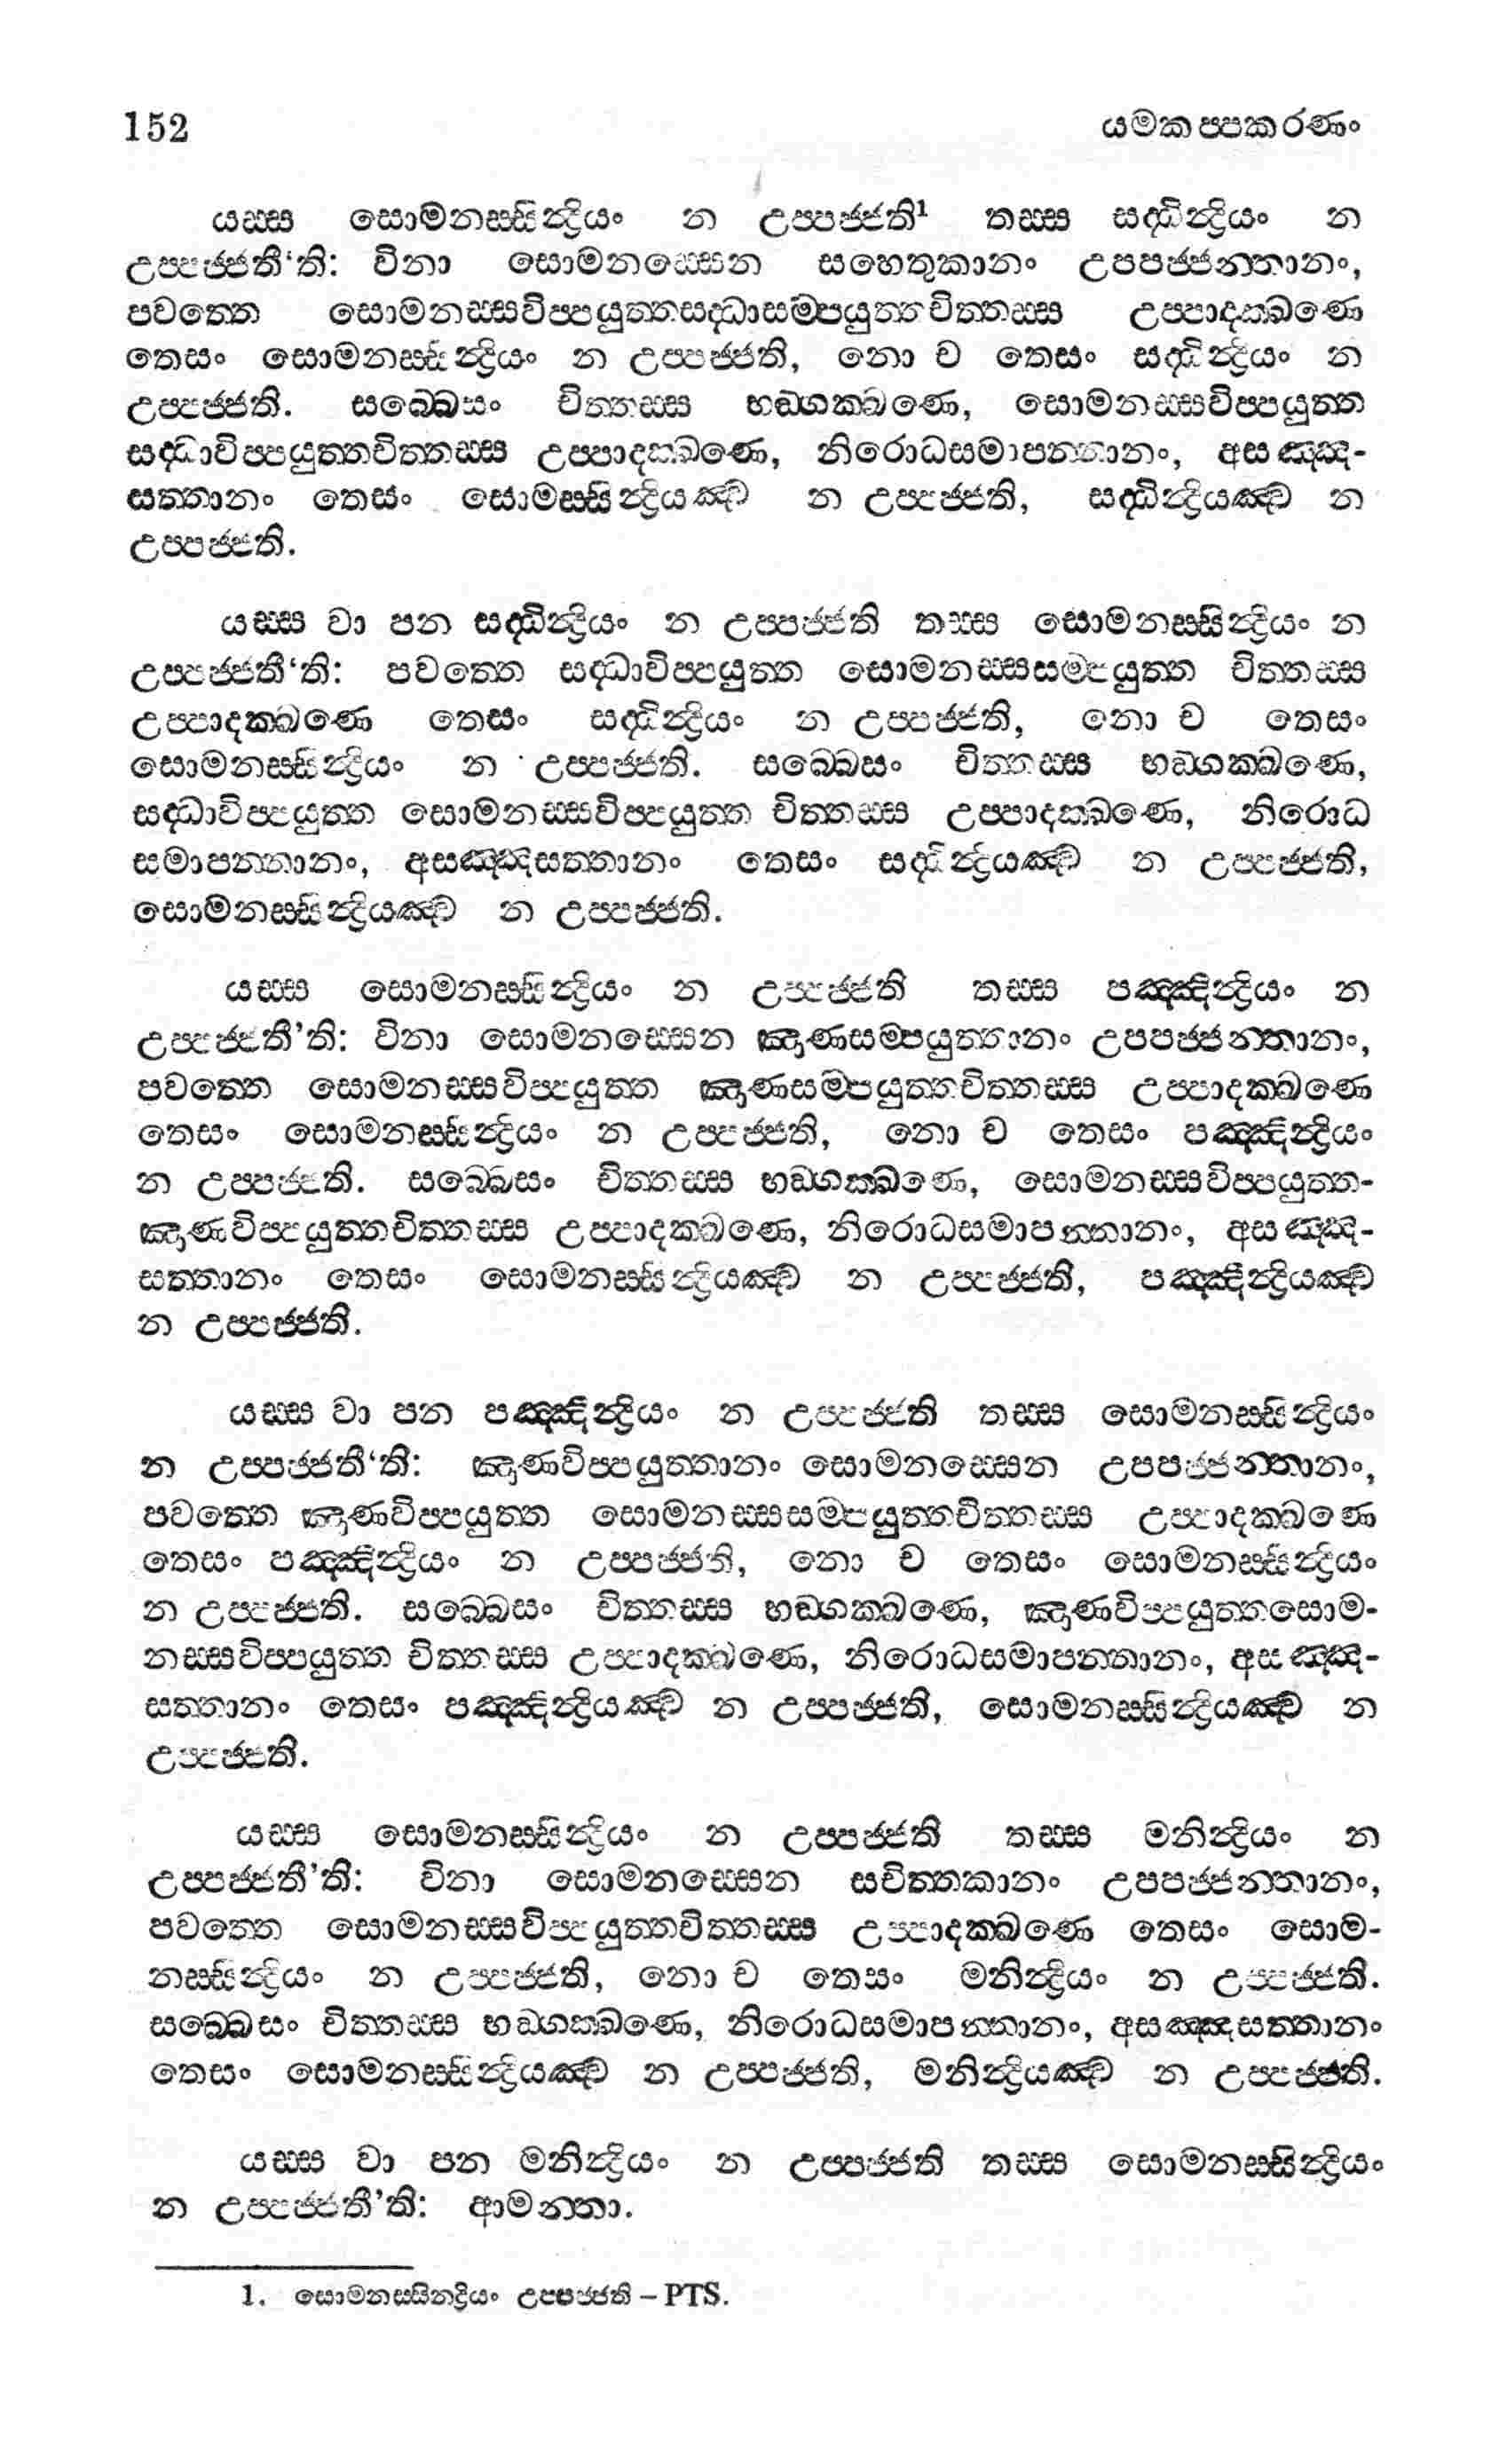 152 යමකප්පකරණං
යස්ස සොමනස්සින්ද්‍රියං න උප්පජ්ජති¹ තස්ස සද්ධින්ද්‍රියං න
උප්පජ්ජතී‘ති: විනා සොමනස්සෙන සහෙතුකානං උපපජ්ජන්තානං,
පවත්තෙ සොමනස්සවිප්පයුත්තසද්ධාසම්පයුත්තචිත්තස්ස උප්පාදක්ඛණෙ
තෙසං සොමනස්සින්ද්‍රියං න උප්පජ්ජති, නො ච තෙසං සද්ධින්ද්‍රියං න
උප්පජ්ජති. සබ්බෙසං චිත්තස්ස භඞ්ගක්ඛණෙ, සොමනස්සවිප්පයුත්ත
සද්ධාවිප්පයුත්තචිත්තස්ස උප්පාදක්ඛණෙ, නිරොධසමාපන්නානං, අසඤ්ඤ-
සත්තානං තෙසං සොමස්සින්ද්‍රියඤ්ච න උප්පජ්ජති, සද්ධින්ද්‍රියඤ්ච න
උප්පජ්ජති.
යස්ස වා පන සද්ධින්ද්‍රියං න උප්පජ්ජති තස්ස සොමනස්සින්ද්‍රියං න
උප්පජ්ජතී‘ති: පවත්තෙ සද්ධාවිප්පයුත්ත සොමනස්සසම්පයුත්ත චිත්තස්ස
උප්පාදක්ඛණෙ තෙසං සද්ධින්ද්‍රියං න උප්පජ්ජති, නො ච තෙසං
සොමනස්සින්ද්‍රියං න උප්පජ්ජති. සබ්බෙසං චිත්තස්ස භඞ්ගක්ඛණෙ,
සද්ධාවිප්පයුත්ත සොමනස්සවිප්පයුත්ත චිත්තස්ස උප්පාදක්ඛණෙ, නිරොධ
සමාපන්නානං, අසඤ්ඤසත්තානං තෙසං සද්ධින්ද්‍රියඤ්ච න උප්පජ්ජති,
සොමනස්සින්ද්‍රියඤ්ච න උප්පජ්ජති.
යස්ස සොමනස්සින්ද්‍රියං න උප්පජ්ජති තස්ස පඤ්ඤින්ද්‍රියං න
උප්පජ්ජතී’ති: විනා සොමනස්සෙන ඤාණසම්පයුත්තානං උපපජ්ජන්තානං,
පවත්තෙ සොමනස්සවිප්පයුත්ත ඤාණසම්පයුත්තචිත්තස්ස උප්පාදක්ඛණෙ
තෙසං සොමනස්සින්ද්‍රියං න උප්පජ්ජති, නො ච තෙසං පඤ්ඤින්ද්‍රියං
න උප්පජ්ජති. සබ්බෙසං චිත්තස්ස භඞ්ගක්ඛණෙ, සොමනස්සවිප්පයුත්ත-
ඤාණවිප්පයුත්තචිත්තස්ස උප්පාදක්ඛණෙ, නිරොධසමාපන්නානං, අසඤ්ඤ-
සත්තානං තෙසං සොමනස්සින්ද්‍රියඤ්ච න උප්පජ්ජති, පඤ්ඤින්ද්‍රියඤ්ච
න උප්පජ්ජති.
යස්ස වා පන පඤ්ඤින්ද්‍රියං න උප්පජ්ජති තස්ස සොමනස්සින්ද්‍රියං
න උප්පජ්ජතී‘ති: ඤාණවිප්පයුත්තානං සොමනස්සෙන උපපජ්ජන්තානං,
පවත්තෙ ඤාණවිප්පයුත්ත සොමනස්සසම්පයුත්තචිත්තස්ස උප්පාදක්ඛණෙ
තෙසං පඤ්ඤින්ද්‍රියං න උප්පජ්ජති, නො ච තෙසං සොමනස්සින්ද්‍රියං
න උප්පජ්ජති. සබ්බෙසං චිත්තස්ස භඞ්ගක්ඛණෙ, ඤාණවිප්පයුත්තසොම-
නස්සවිප්පයුත්ත චිත්තස්ස උප්පාදක්ඛණෙ, නිරොධසමාපන්නානං, අසඤ්ඤ-
සත්තානං තෙසං පඤ්ඤින්ද්‍රියඤ්ච න උප්පජ්ජති, සොමනස්සින්ද්‍රියඤ්ච න
උප්පජ්ජති.
යස්ස සොමනස්සින්ද්‍රියං න උප්පජ්ජති තස්ස මනින්ද්‍රියං න
උප්පජ්ජතී’ති: විනා සොමනස්සෙන සචිත්තකානං උපපජ්ජන්තානං,
පවත්තෙ සොමනස්සවිප්පයුත්තචිත්තස්ස උප්පාදක්ඛණෙ තෙසං සොම-
නස්සින්ද්‍රියං න උප්පජ්ජති, නො ච තෙසං මනින්ද්‍රියං න උප්පජ්ජති.
සබ්බෙසං චිත්තස්ස භඞ්ගක්ඛණෙ, නිරොධසමාපන්නානං, අසඤ්ඤසත්තානං
තෙසං සොමනස්සින්ද්‍රියඤ්ච න උප්පජ්ජති, මනින්ද්‍රියඤ්ච න උප්පජ්ජති.
යස්ස වා පන මනින්ද්‍රියං න උප්පජ්ජති තස්ස සොමනස්සින්ද්‍රියං
න උප්පජ්ජතී’ති: ආමන්තා.
1. සොමනස්සින්ද්‍රියං උප්පජ්ජති – PTS.